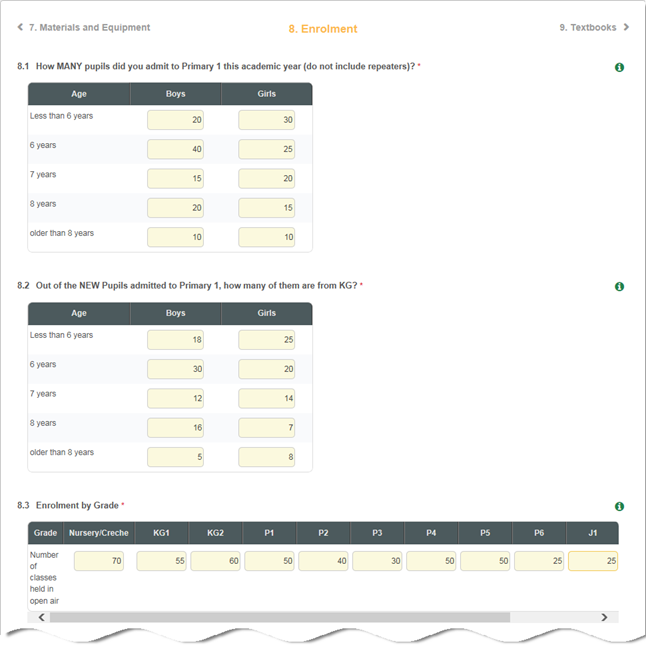 7. Materials and Equipment 8. Enrolment 9. Textbooks
8.1 How MANY pupils did you admit to Primary 1 this academic year (do not include repeaters)? *
Age Boys Girls
Less than 6 years 20 30
6 years 40 25
7 years 15 20
8 years 20 15
older than 8 years 10 10
8.2 Out of the NEW Pupils admitted to Primary 1, how many of them are from KG? *
Age Boys Girls
Less than 6 years 18 25
6 years 30 20
7 years 12 14
8 years 16 7
older than 8 years 5 8
8.3 Enrolment by Grade *
Grade Nursery/Creche KG1 KG2 P1 P2 P3 P4 P5 P6 J1
Number 70 55 60 50 40 30 50 50 25 25
of
classes
held in
open air